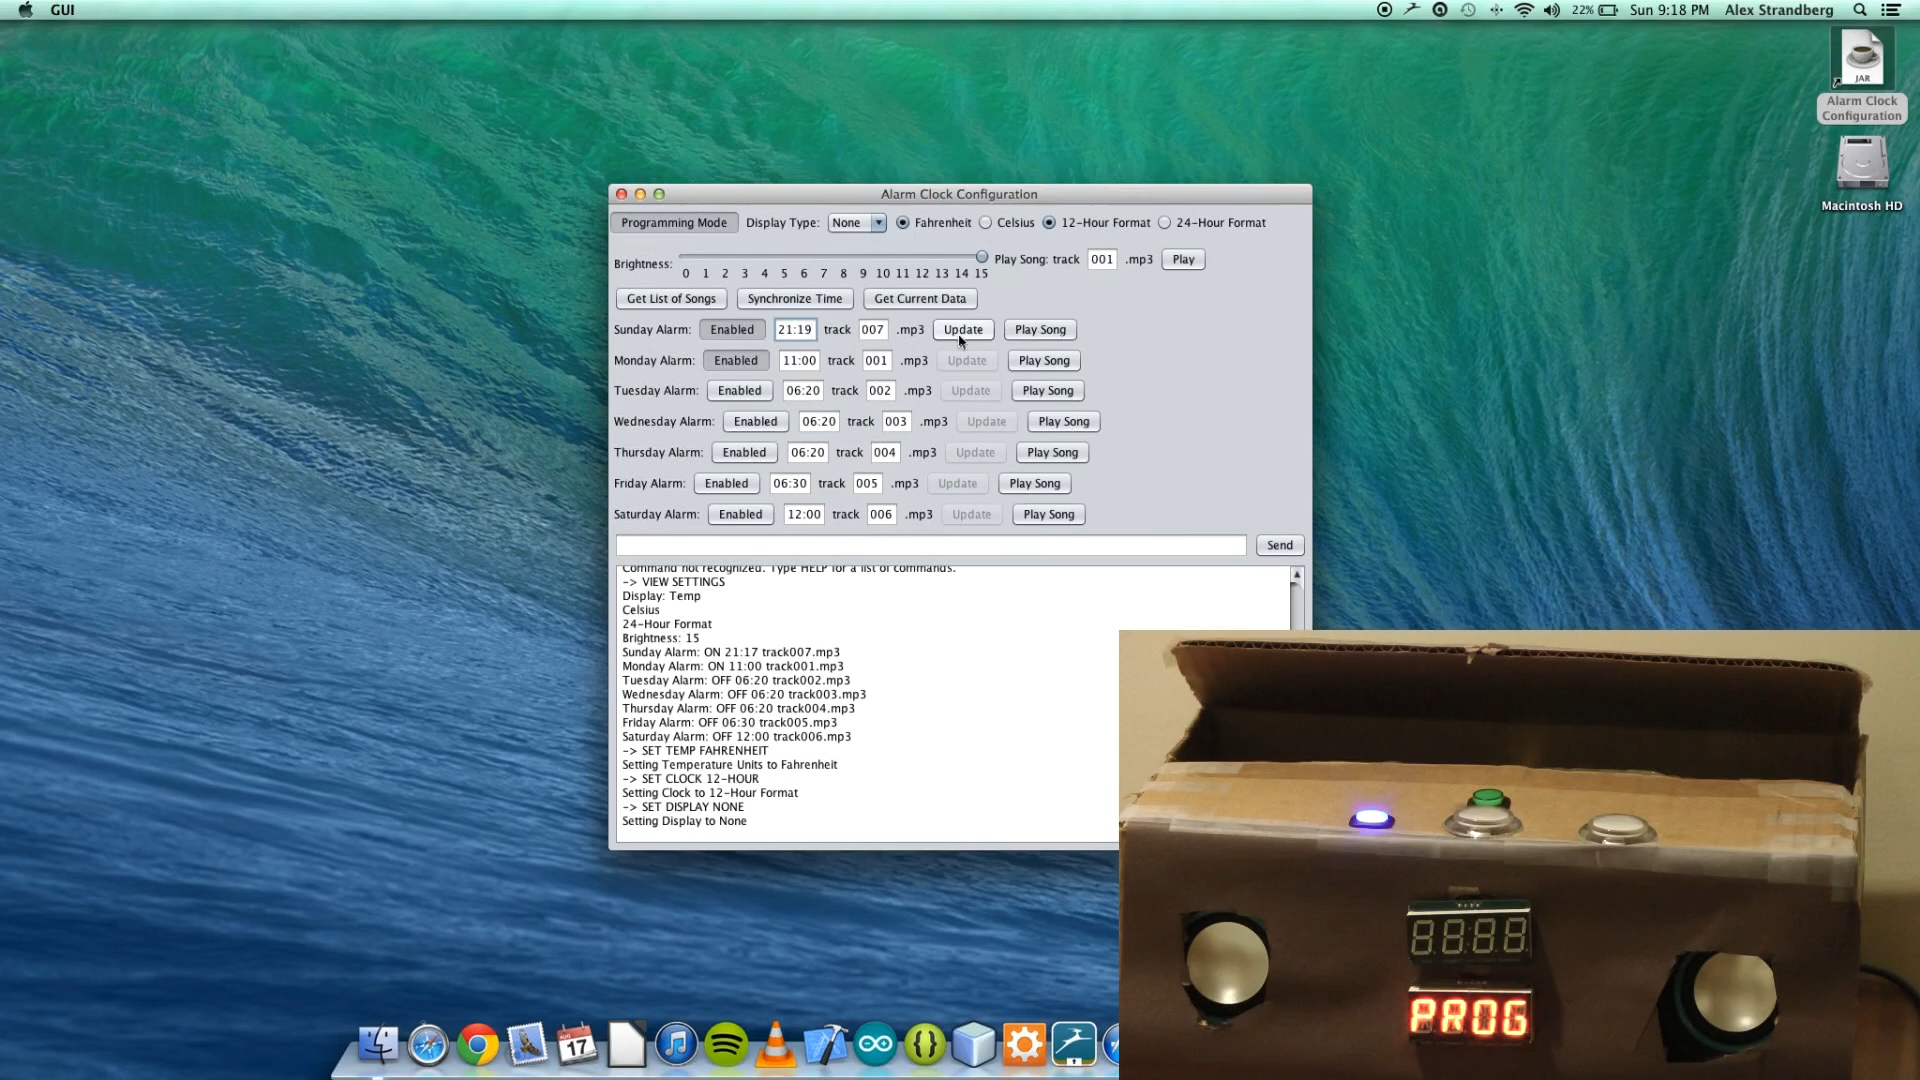 GUI 22% Sun 9:18 PM Alex Strandberg
JAR
Alarm Clock
Configuration
Macintosh HD
Alarm Clock Configuration
Programming Mode Display Type: None Fahrenheit Celsius 12-Hour Format 24-Hour Format
Brightness: 0 1 2 3 4 5 6 7 8 9 10 11 12 13 14 15 Play Song: track 001 .mp3 Play
Get List of Songs Synchronize Time Get Current Data
Sunday Alarm: Enabled 21:19 track 007 .mp3 Update Play Song
Monday Alarm: Enabled 11:00 track 001 .mp3 Update Play Song
Tuesday Alarm: Enabled 06:20 track 002 .mp3 Update Play Song
Wednesday Alarm: Enabled 06:20 track 003 .mp3 Update Play Song
Thursday Alarm: Enabled 06:20 track 004 .mp3 Update Play Song
Friday Alarm: Enabled 06:30 track 005 .mp3 Update Play Song
Saturday Alarm: Enabled 12:00 track 006 .mp3 Update Play Song
Send
Command not recognized. Type HELP for a list of commands.
-> VIEW SETTINGS
Display: Temp
Celsius
24-Hour Format
Brightness: 15
Sunday Alarm: ON 21:17 track007.mp3
Monday Alarm: ON 11:00 track001.mp3
Tuesday Alarm: OFF 06:20 track002.mp3
Wednesday Alarm: OFF 06:20 track003.mp3
Thursday Alarm: OFF 06:20 track004.mp3
Friday Alarm: OFF 06:30 track005.mp3
Saturday Alarm: OFF 12:00 track006.mp3
-> SET TEMP FAHRENHEIT
Setting Temperature Units to Fahrenheit
-> SET CLOCK 12-HOUR
Setting Clock to 12-Hour Format
-> SET DISPLAY NONE
Setting Display to None
PROG
AUG
17